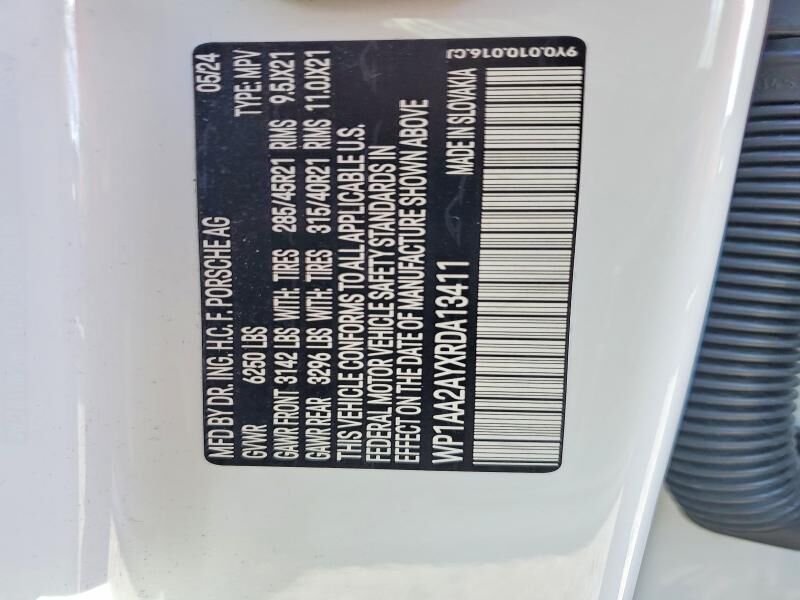 MFD BY DR. ING. H.C. F. PORSCHE AG 05/24
GVWR 6250 LBS TYPE: MPV
GAWR FRONT 3142 LBS WITH: TIRES 285/45R21 RIMS 9.5JX21
GAWR REAR 3296 LBS WITH: TIRES 315/40R21 RIMS 11.0JX21
THIS VEHICLE CONFORMS TO ALL APPLICABLE U.S.
FEDERAL MOTOR VEHICLE SAFETY STANDARDS IN
EFFECT ON THE DATE OF MANUFACTURE SHOWN ABOVE
WP1AA2AYXRDA13411 MADE IN SLOVAKIA
9Y0.010.016.CJ